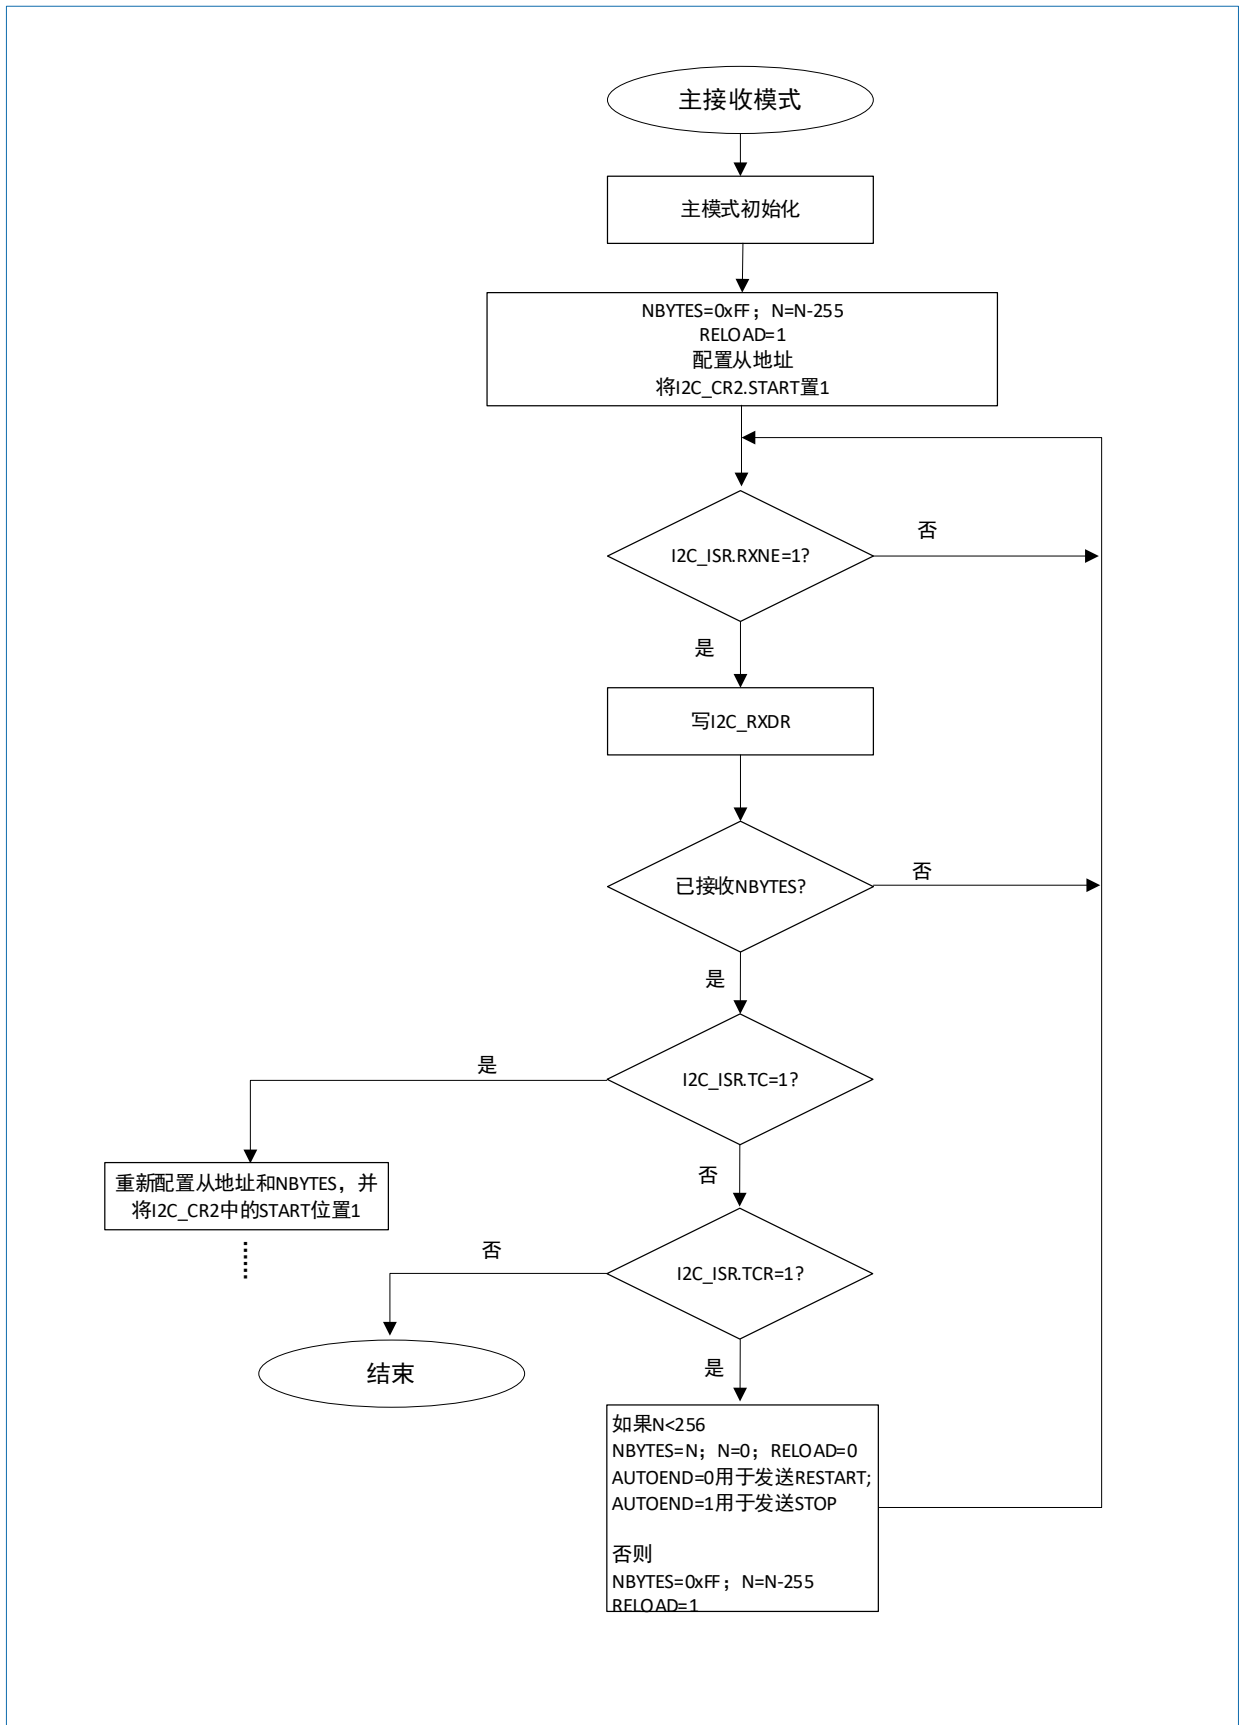 主接收模式
主模式初始化
NBYTES=0xFF；N=N-255
RELOAD=1
配置从地址
将I2C_CR2.START置1
I2C_ISR.RXNE=1?
否
是
写I2C_RXDR
已接收NBYTES?
否
是
I2C_ISR.TC=1?
是
重新配置从地址和NBYTES，并
将I2C_CR2中的START位置1
否
I2C_ISR.TCR=1?
否
结束
是
如果N<256
NBYTES=N；N=0；RELOAD=0
AUTOEND=0用于发送RESTART;
AUTOEND=1用于发送STOP
否则
NBYTES=0xFF；N=N-255
RELOAD=1